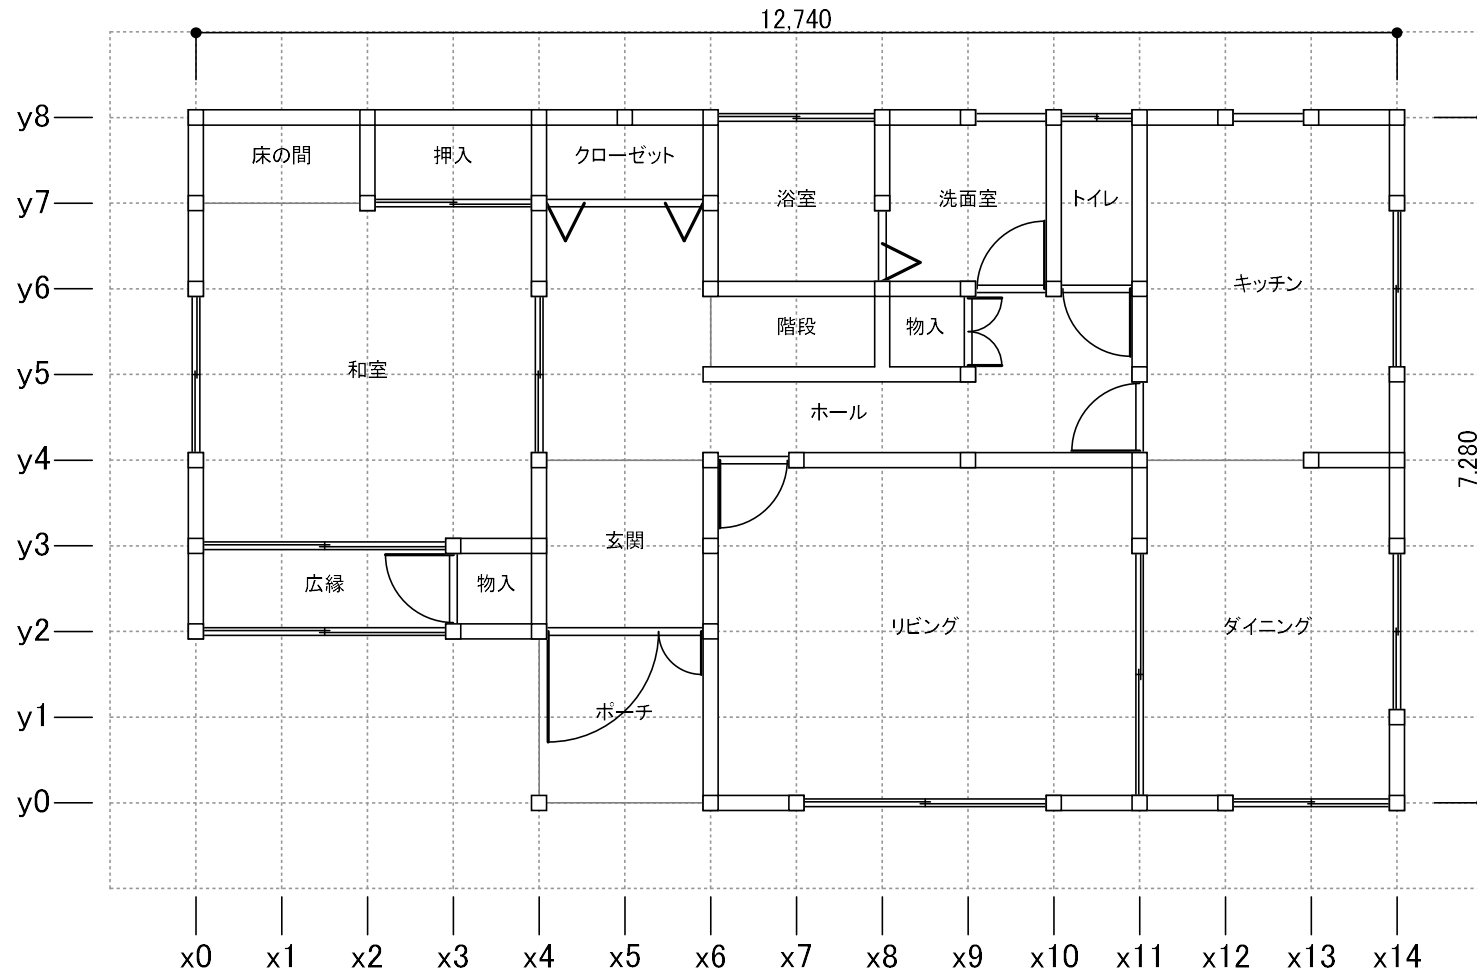 12,740
y8
床の間
押入
クローゼット
y7
浴室
洗面室
トイレ
y6
キッチン
階段
物入
y5
和室
ホール
y4
7,280
y3
玄関
広縁
物入
y2
リビング
ダイニング
y1
ポーチ
y0
x0 x1 x2 x3 x4 x5 x6 x7 x8 x9 x10 x11 x12 x13 x14